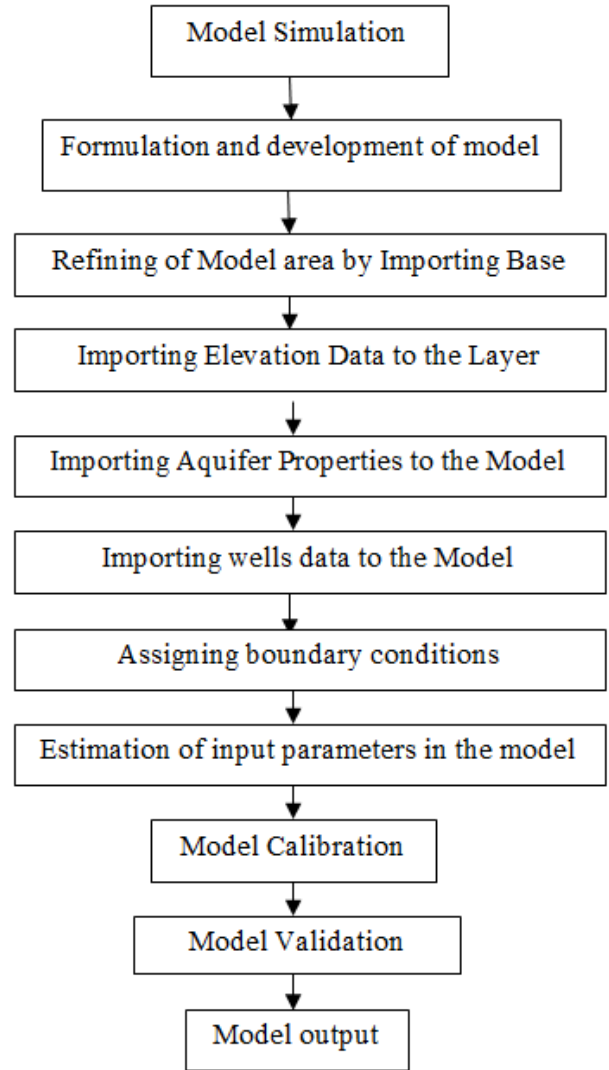 Model Simulation
Formulation and development of model
Refining of Model area by Importing Base
Importing Elevation Data to the Layer
Importing Aquifer Properties to the Model
Importing wells data to the Model
Assigning boundary conditions
Estimation of input parameters in the model
Model Calibration
Model Validation
Model output